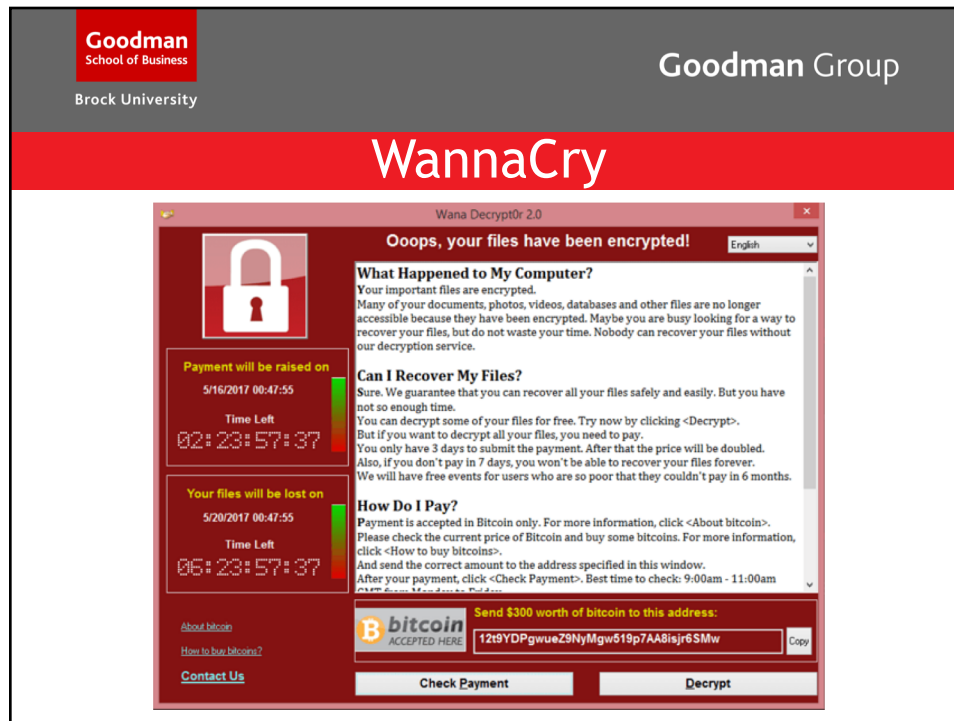 Goodman
School of Business
Brock University
Goodman Group
WannaCry
Wana Decrypt0r 2.0
Ooops, your files have been encrypted!
English
Payment will be raised on
5/16/2017 00:47:55
Time Left
02:23:57:37
Your files will be lost on
5/20/2017 00:47:55
Time Left
06:23:57:37
About bitcoin
How to buy bitcoins?
Contact Us
What Happened to My Computer?
Your important files are encrypted.
Many of your documents, photos, videos, databases and other files are no longer
accessible because they have been encrypted. Maybe you are busy looking for a way to
recover your files, but do not waste your time. Nobody can recover your files without
our decryption service.
Can I Recover My Files?
Sure. We guarantee that you can recover all your files safely and easily. But you have
not so enough time.
You can decrypt some of your files for free. Try now by clicking <Decrypt>.
But if you want to decrypt all your files, you need to pay.
You only have 3 days to submit the payment. After that the price will be doubled.
Also, if you don't pay in 7 days, you won't be able to recover your files forever.
We will have free events for users who are so poor that they couldn't pay in 6 months.
How Do I Pay?
Payment is accepted in Bitcoin only. For more information, click <About bitcoin>.
Please check the current price of Bitcoin and buy some bitcoins. For more information,
click <How to buy bitcoins>.
And send the correct amount to the address specified in this window.
After your payment, click <Check Payment>. Best time to check: 9:00am - 11:00am
GMT from Monday to Friday
bitcoin
ACCEPTED HERE
Send $300 worth of bitcoin to this address:
12t9YDPgwueZ9NyMgw519p7AA8isjr6SMw
Copy
Check Payment
Decrypt